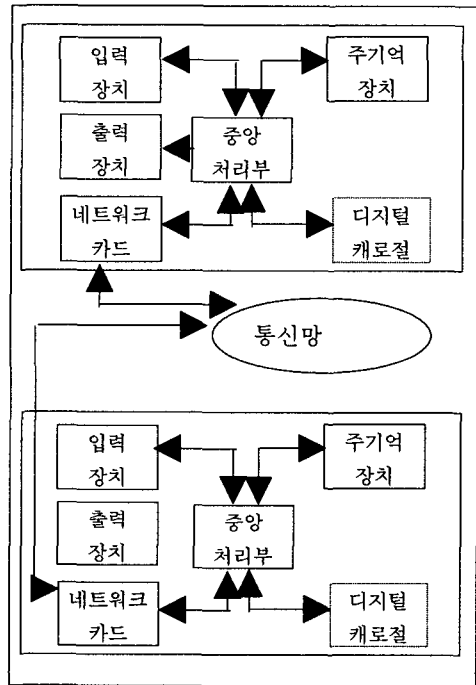 입력
장치
주기억
장치
출력
장치
중앙
처리부
네트워크
카드
디지털
캐로절
통신망
입력
장치
주기억
장치
출력
장치
중앙
처리부
네트워크
카드
디지털
캐로절